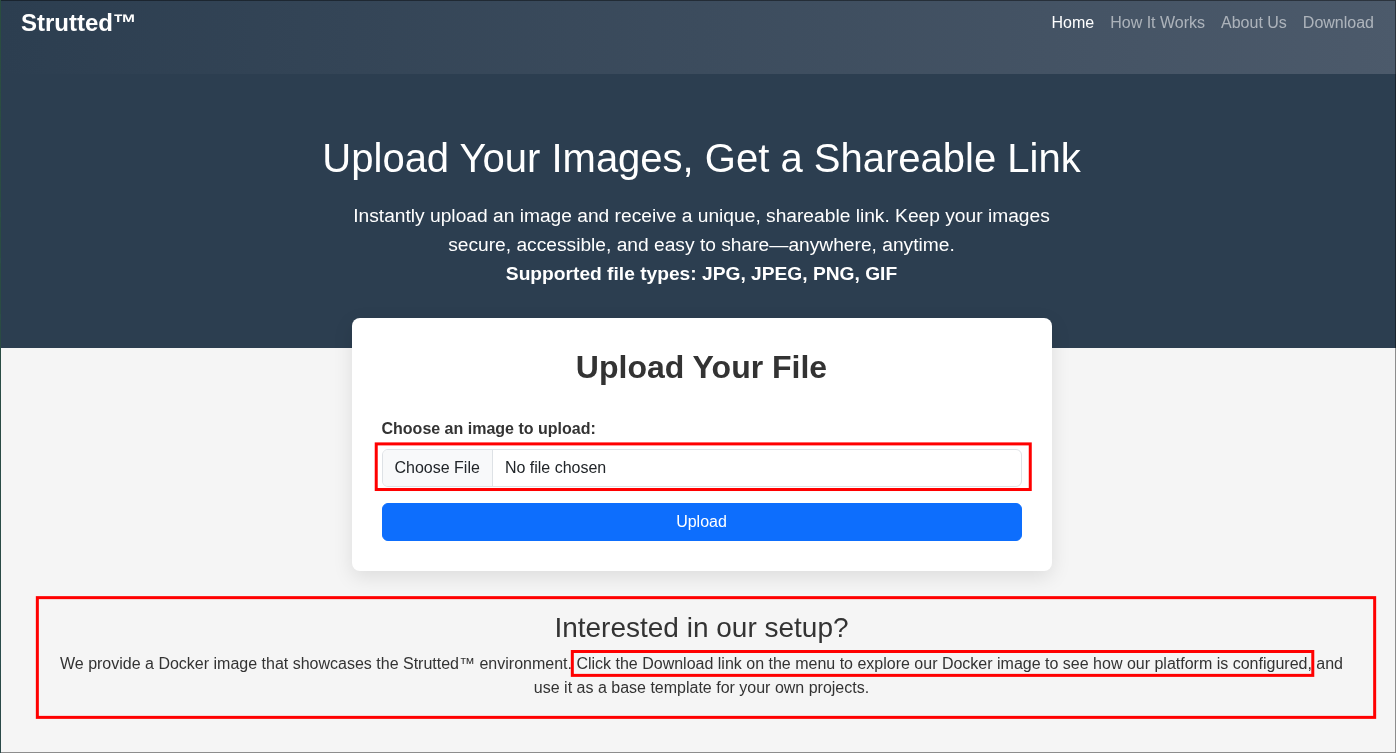 Strutted™
Home How It Works About Us Download
Upload Your Images, Get a Shareable Link
Instantly upload an image and receive a unique, shareable link. Keep your images
secure, accessible, and easy to share—anywhere, anytime.
Supported file types: JPG, JPEG, PNG, GIF
Upload Your File
Choose an image to upload:
Choose File No file chosen
Upload
Interested in our setup?
We provide a Docker image that showcases the Strutted™ environment. Click the Download link on the menu to explore our Docker image to see how our platform is configured, and
use it as a base template for your own projects.